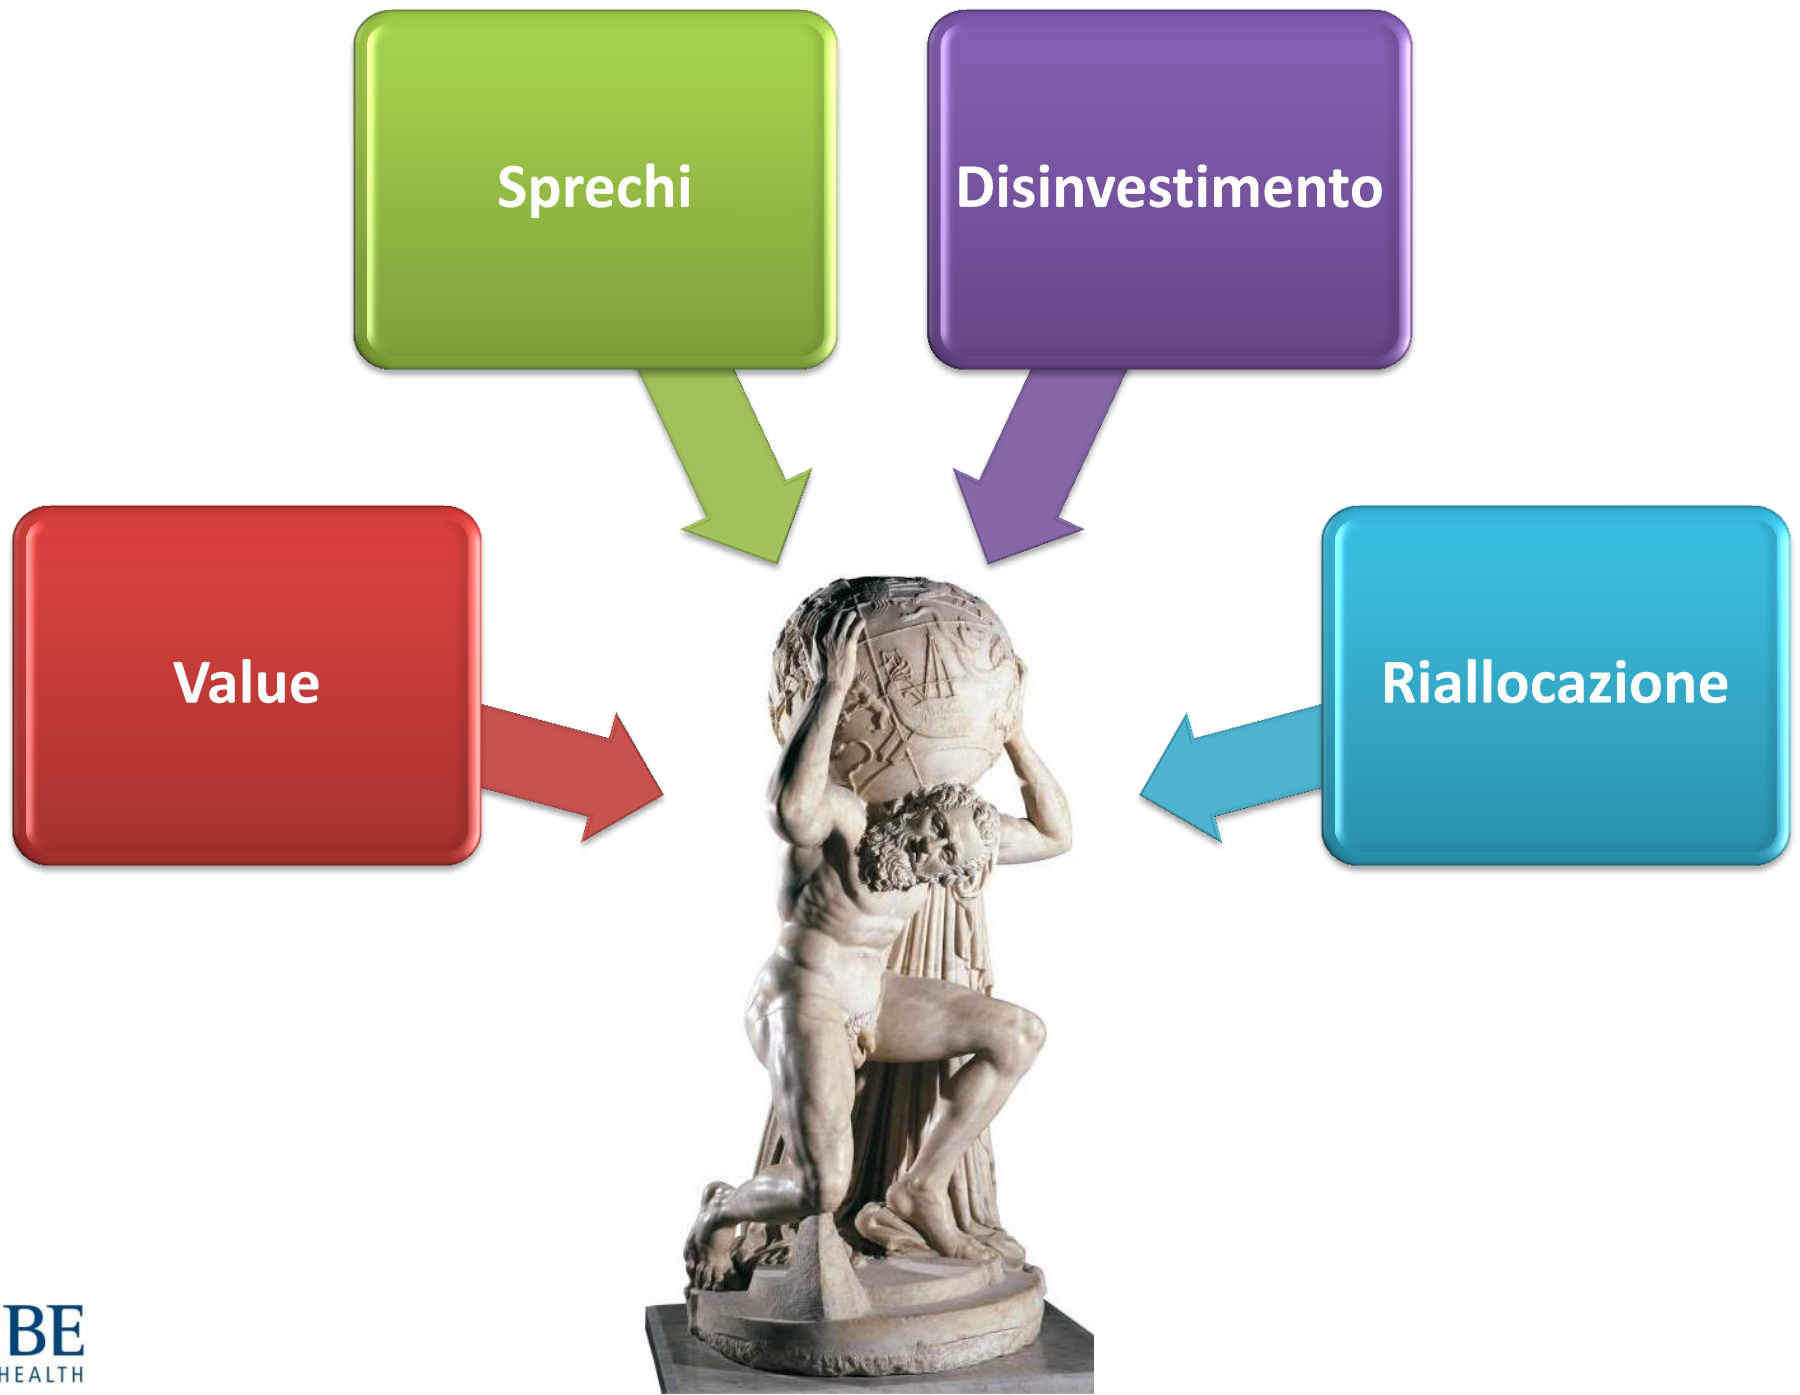 Sprechi
Disinvestimento
Value
Riallocazione
BE
HEALTH